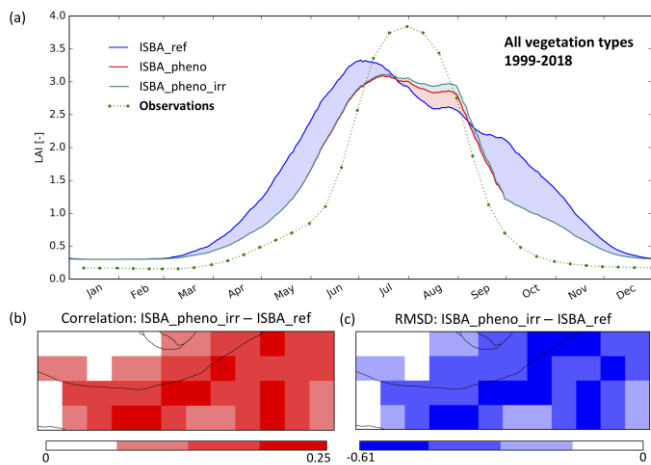 (a)
4.0
3.5
3.0
2.5
2.0
1.5
1.0
0.5
0.0
LAI [-]
ISBA_ref
ISBA_pheno
ISBA_pheno_irr
Observations
All vegetation types
1999-2018
Jan Feb Mar Apr May Jun Jul Aug Sep Oct Nov Dec
(b) Correlation: ISBA_pheno_irr – ISBA_ref
(c) RMSD: ISBA_pheno_irr – ISBA_ref
0 0.25
-0.61 0